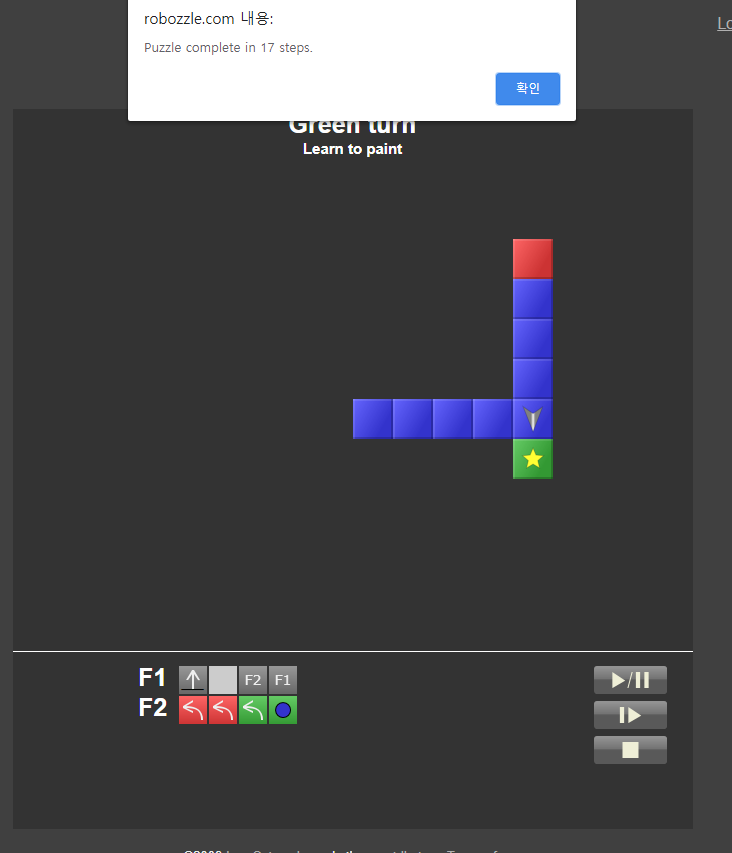 robozzle.com 내용:
Puzzle complete in 17 steps.
확인
Green turn
Learn to paint
F1 F2 F1
F2